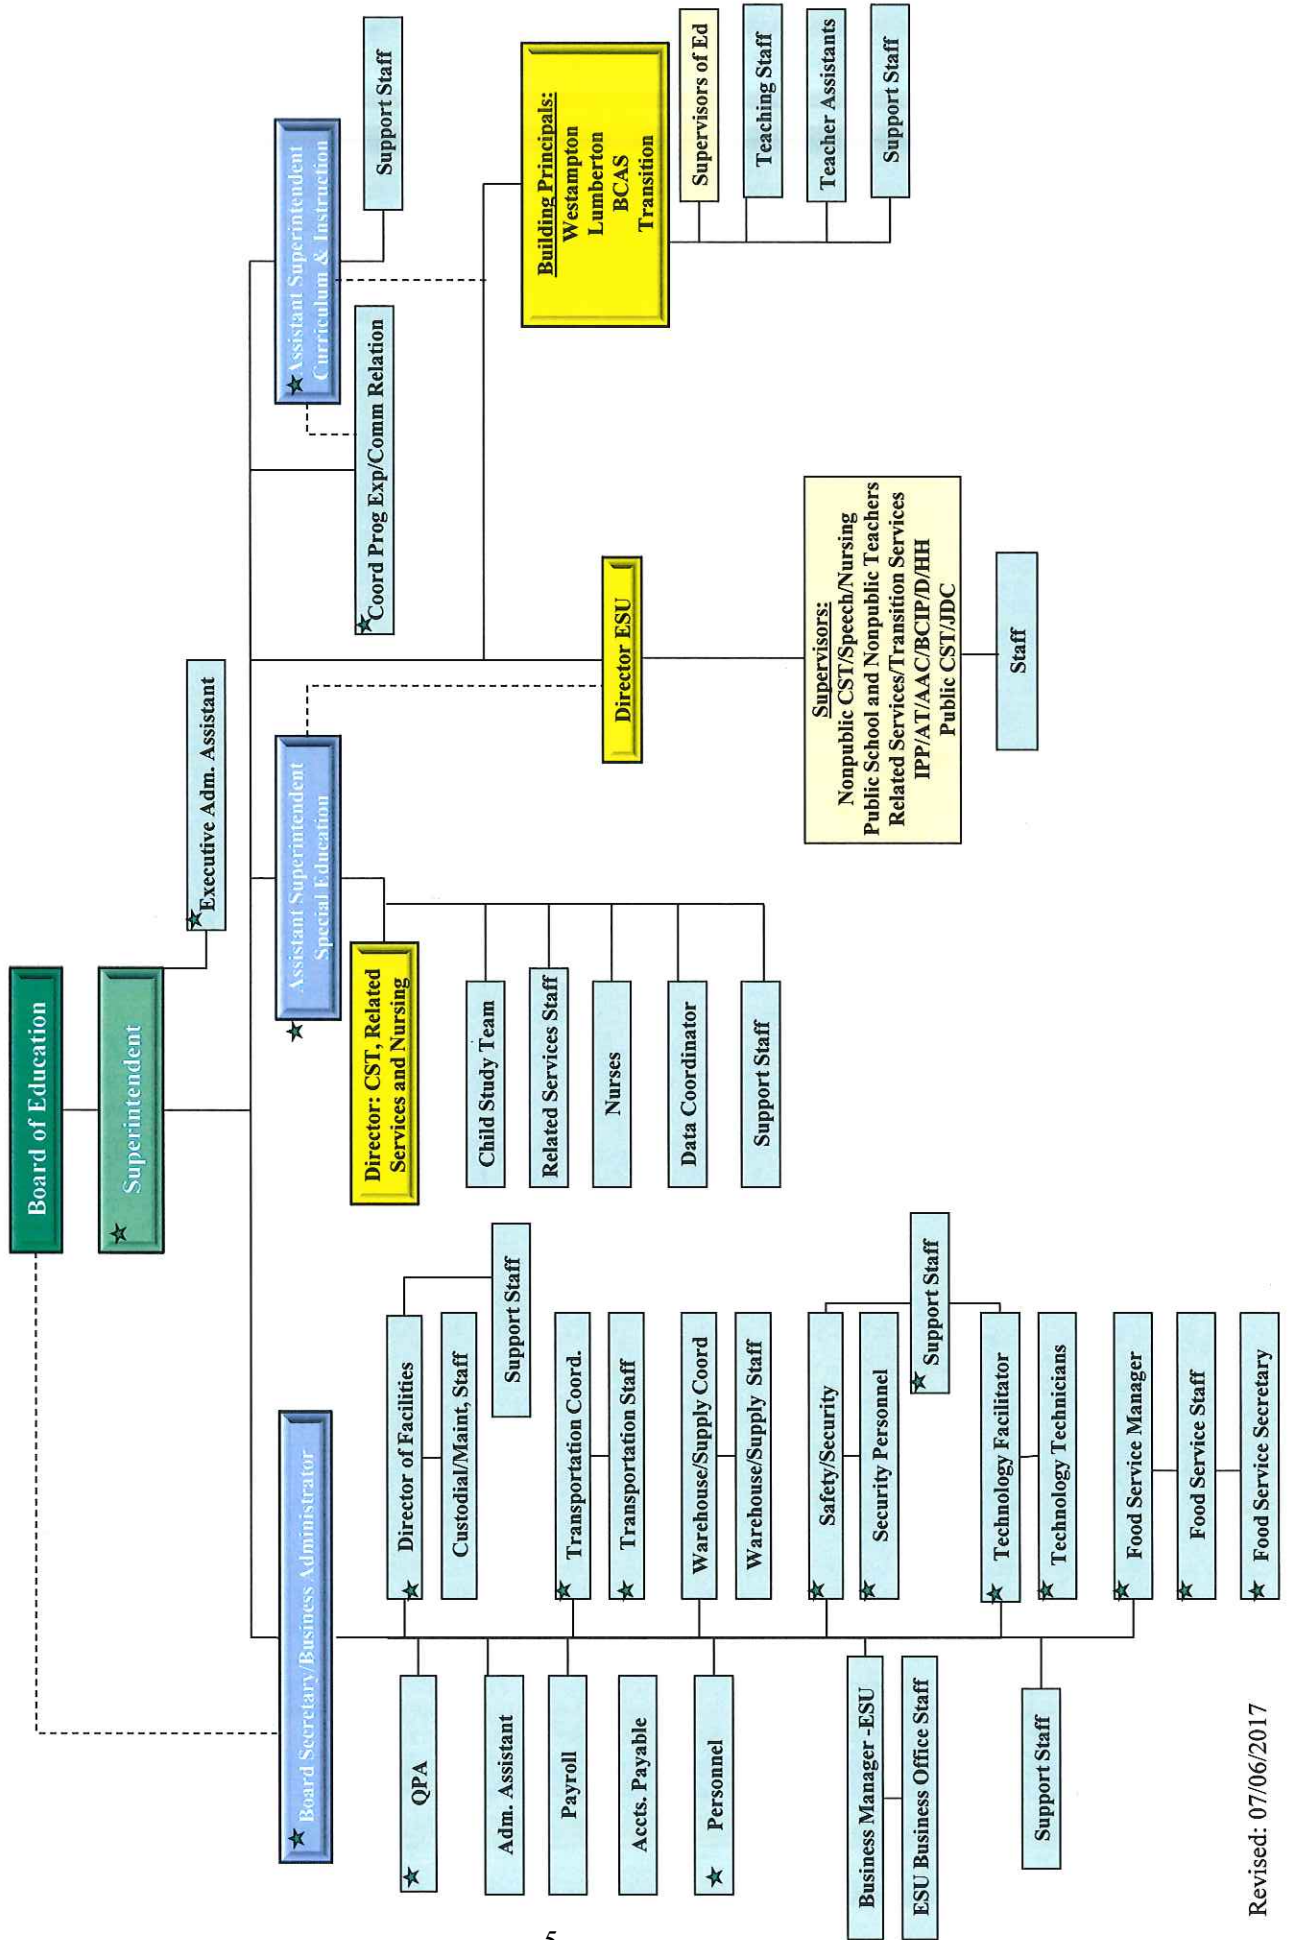 Board of Education
Superintendent
Executive Adm. Assistant
Board Secretary/Business Administrator
Assistant Superintendent
Special Education
Assistant Superintendent
Curriculum & Instruction
Director of Facilities
Custodial/Maint, Staff
Support Staff
Transportation Coord.
Transportation Staff
Warehouse/Supply Coord
Warehouse/Supply Staff
Safety/Security
Security Personnel
Support Staff
Technology Facilitator
Technology Technicians
Food Service Manager
Food Service Staff
Food Service Secretary
QPA
Adm. Assistant
Payroll
Accts. Payable
Personnel
Business Manager -ESU
ESU Business Office Staff
Support Staff
Director: CST, Related
Services and Nursing
Child Study Team
Related Services Staff
Nurses
Data Coordinator
Support Staff
Director ESU
Supervisors:
Nonpublic CST/Speech/Nursing
Public School and Nonpublic Teachers
Related Services/Transition Services
IPP/AT/AAC/BCIP/D/HH
Public CST/JDC
Staff
Coord Prog Exp/Comm Relation
Support Staff
Building Principals:
Westampton
Lumberton
BCAS
Transition
Supervisors of Ed
Teaching Staff
Teacher Assistants
Support Staff
Revised: 07/06/2017
5